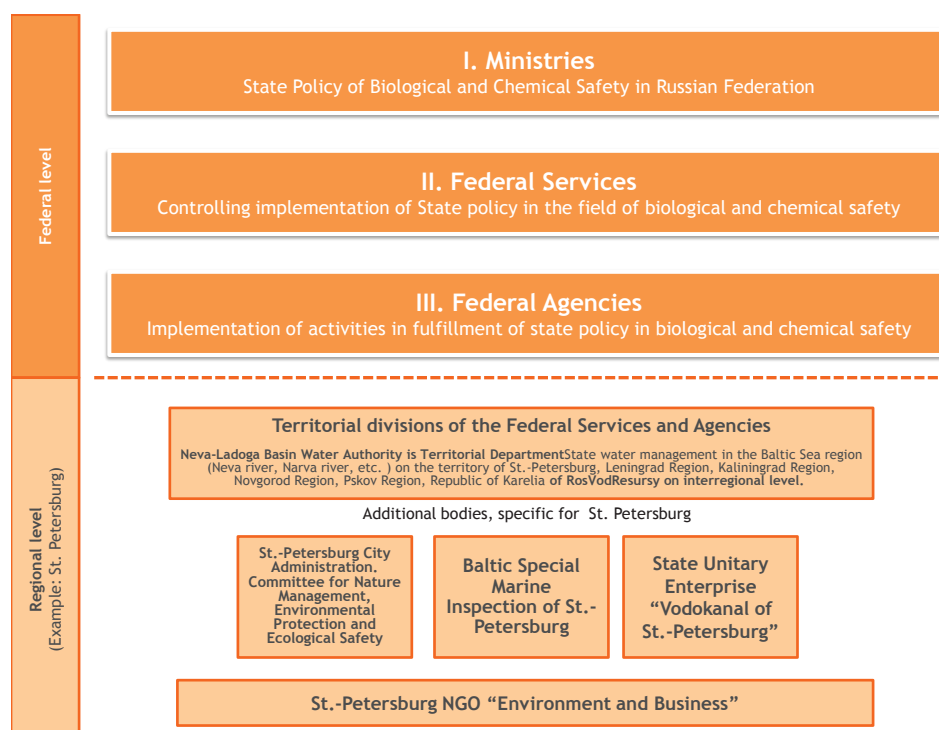 Federal level
I. Ministries
State Policy of Biological and Chemical Safety in Russian Federation
II. Federal Services
Controlling implementation of State policy in the field of biological and chemical safety
III. Federal Agencies
Implementation of activities in fulfillment of state policy in biological and chemical safety
Regional level
(Example: St. Petersburg)
Territorial divisions of the Federal Services and Agencies
Neva-Ladoga Basin Water Authority is Territorial DepartmentState water management in the Baltic Sea region
(Neva river, Narva river, etc. ) on the territory of St.-Petersburg, Leningrad Region, Kaliningrad Region,
Novgorod Region, Pskov Region, Republic of Karelia of RosVodResursy on interregional level.
Additional bodies, specific for St. Petersburg
St.-Petersburg City
Administration.
Committee for Nature
Management,
Environmental
Protection and
Ecological Safety
Baltic Special
Marine
Inspection of St.-
Petersburg
State Unitary
Enterprise
“Vodokanal of
St.-Petersburg”
St.-Petersburg NGO “Environment and Business”